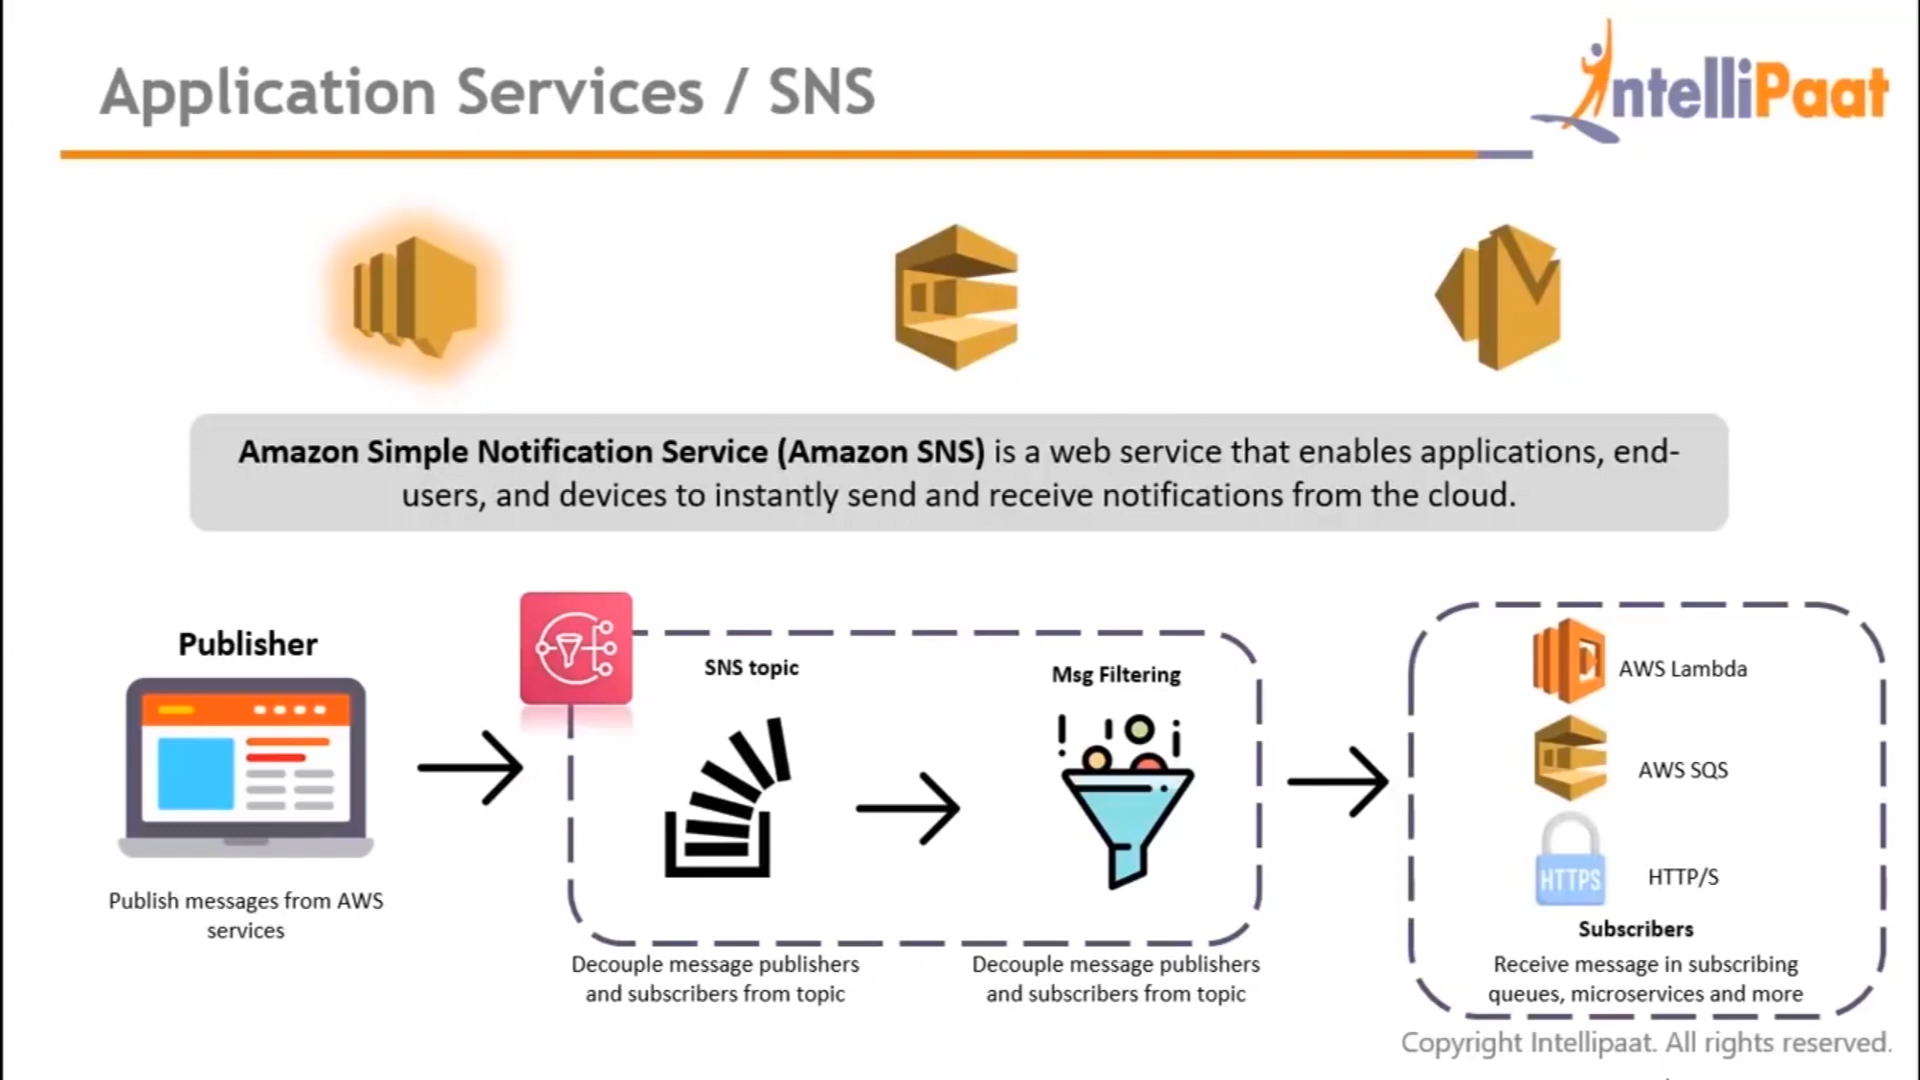 Application Services / SNS
IntelliPaat
Amazon Simple Notification Service (Amazon SNS) is a web service that enables applications, end-
users, and devices to instantly send and receive notifications from the cloud.
Publisher
Publish messages from AWS
services
SNS topic
Decouple message publishers
and subscribers from topic
Msg Filtering
Decouple message publishers
and subscribers from topic
AWS Lambda
AWS SQS
HTTPS
HTTP/S
Subscribers
Receive message in subscribing
queues, microservices and more
Copyright Intellipaat. All rights reserved.